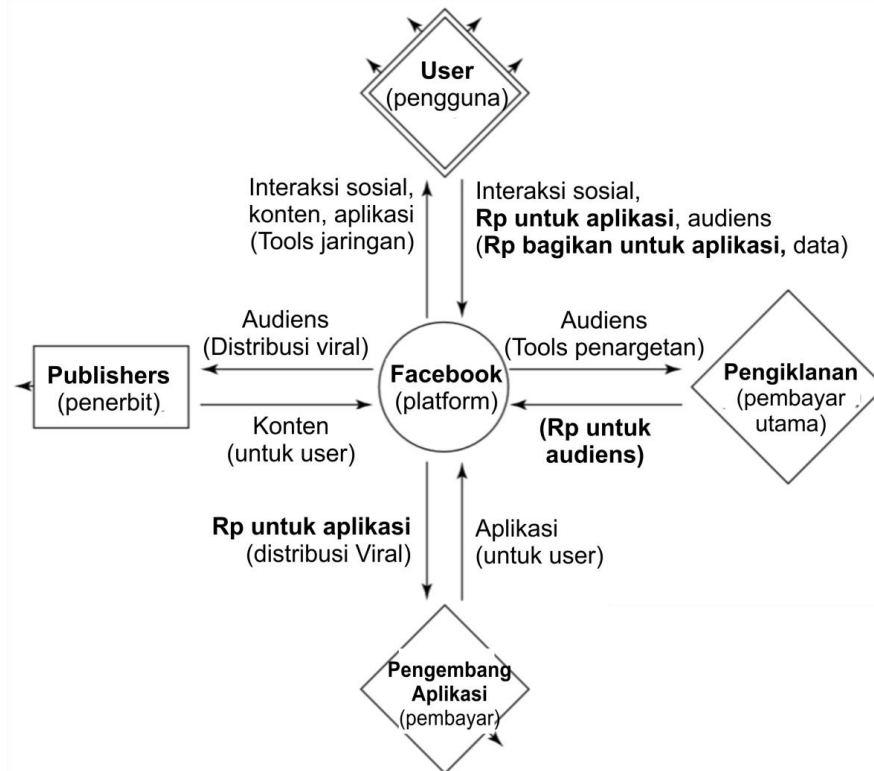 User
(pengguna)
Interaksi sosial,
konten, aplikasi
(Tools jaringan)
Interaksi sosial,
Rp untuk aplikasi, audiens
(Rp bagikan untuk aplikasi, data)
Audiens
(Distribusi viral)
Audiens
(Tools penargetan)
Publishers
(penerbit)
Facebook
(platform)
Pengiklanan
(pembayar
utama)
Konten
(untuk user)
(Rp untuk
audiens)
Rp untuk aplikasi
(distribusi Viral)
Aplikasi
(untuk user)
Pengembang
Aplikasi
(pembayar)